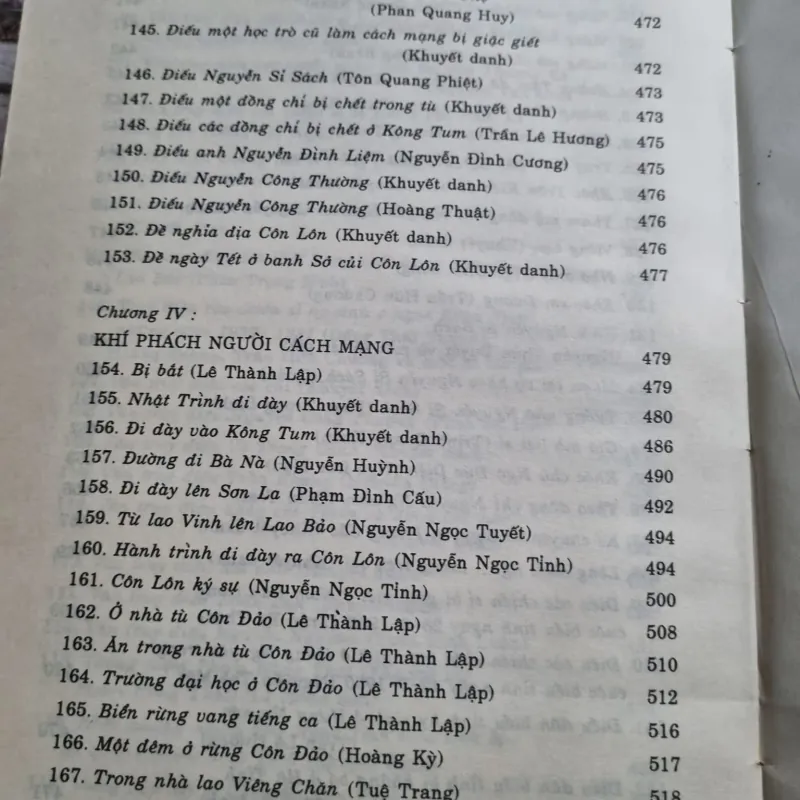 (Phan Quang Huy) 472
145. Điếu một học trò cũ làm cách mạng bị giặc giết
(Khuyết danh) 472
146. Điếu Nguyễn Sĩ Sách (Tôn Quang Phiệt) 473
147. Điếu một đồng chí bị chết trong tù (Khuyết danh) 473
148. Điếu các đồng chí bị chết ở Kông Tum (Trần Lê Hương) 475
149. Điếu anh Nguyễn Đình Liệm (Nguyễn Đình Cương) 475
150. Điếu Nguyễn Công Thường (Khuyết danh) 476
151. Điếu Nguyễn Công Thường (Hoàng Thuật) 476
152. Đề nghĩa địa Côn Lôn (Khuyết danh) 476
153. Đề ngày Tết ở banh Sở củi Côn Lôn (Khuyết danh) 477
Chương IV :
KHÍ PHÁCH NGƯỜI CÁCH MẠNG 479
154. Bị bắt (Lê Thành Lập) 479
155. Nhật Trình đi đày (Khuyết danh) 480
156. Đi đày vào Kông Tum (Khuyết danh) 486
157. Đường đi Bà Nà (Nguyễn Huỳnh) 490
158. Đi đày lên Sơn La (Phạm Đình Cấu) 492
159. Từ lao Vinh lên Lao Bảo (Nguyễn Ngọc Tuyết) 494
160. Hành trình đi đày ra Côn Lôn (Nguyễn Ngọc Tỉnh) 494
161. Côn Lôn ký sự (Nguyễn Ngọc Tỉnh) 500
162. Ở nhà tù Côn Đảo (Lê Thành Lập) 508
163. Ăn trong nhà tù Côn Đảo (Lê Thành Lập) 510
164. Trường đại học ở Côn Đảo (Lê Thành Lập) 512
165. Biển rừng vang tiếng ca (Lê Thành Lập) 516
166. Một đêm ở rừng Côn Đảo (Hoàng Kỳ) 517
167. Trong nhà lao Viêng Chăn (Tuệ Trang) 518